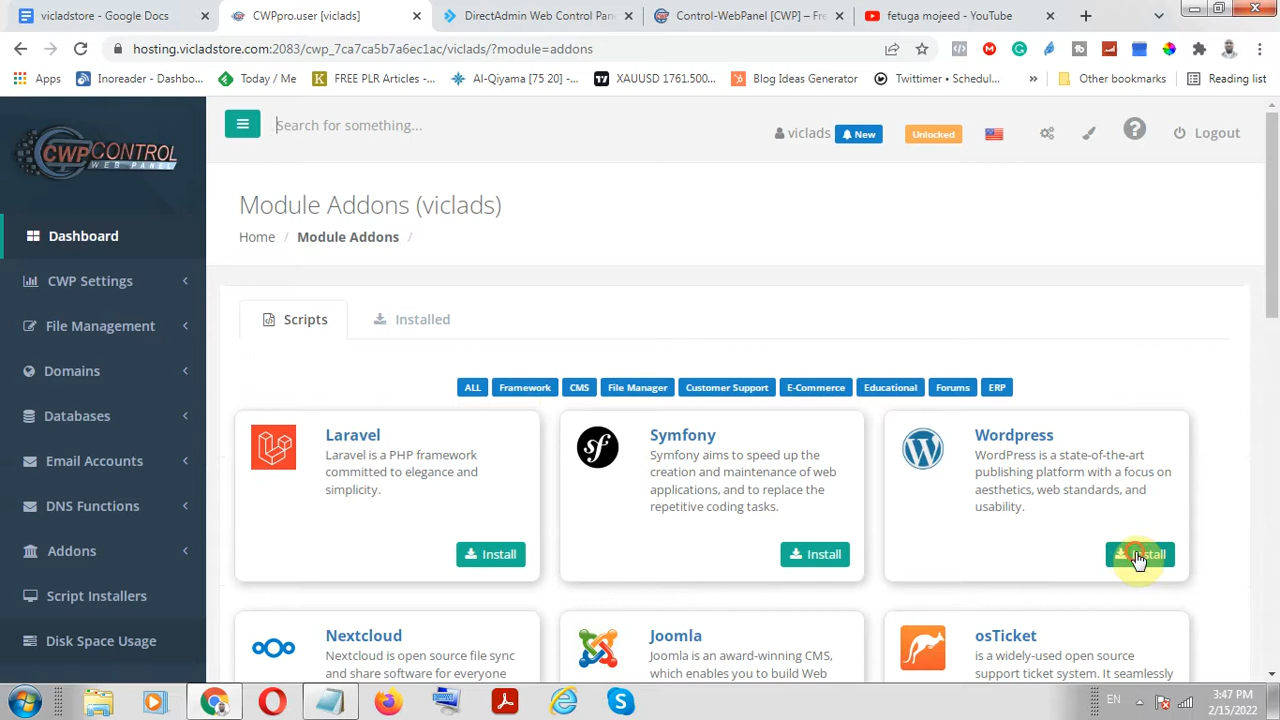 vicladstore - Google Docs
CWPpro.user [viclads]
DirectAdmin Web Control Pan
Control-WebPanel [CWP] – Fre
fetuga mojeed - YouTube
hosting.vicladstore.com:2083/cwp_7ca7ca5b7a6ec1ac/viclads/?module=addons
Apps
Inoreader - Dashbo...
Today / Me
FREE PLR Articles -...
Al-Qiyama [75 20] -...
XAUUSD 1761.500...
Blog Ideas Generator
Twittimer • Schedul...
»
Other bookmarks
Reading list
CWPCONTROL
WEB PANEL
Search for something...
viclads
New
Unlocked
Logout
Module Addons (viclads)
Home / Module Addons /
Dashboard
CWP Settings
File Management
Domains
Databases
Email Accounts
DNS Functions
Addons
Script Installers
Disk Space Usage
Scripts
Installed
ALL
Framework
CMS
File Manager
Customer Support
E-Commerce
Educational
Forums
ERP
Laravel
Laravel is a PHP framework
committed to elegance and
simplicity.
Install
Symfony
Symfony aims to speed up the
creation and maintenance of web
applications, and to replace the
repetitive coding tasks.
Install
Wordpress
WordPress is a state-of-the-art
publishing platform with a focus on
aesthetics, web standards, and
usability.
Install
Nextcloud
Nextcloud is open source file sync
and share software for everyone
Joomla
Joomla is an award-winning CMS,
which enables you to build Web
osTicket
is a widely-used open source
support ticket system. It seamlessly
EN
3:47 PM
2/15/2022